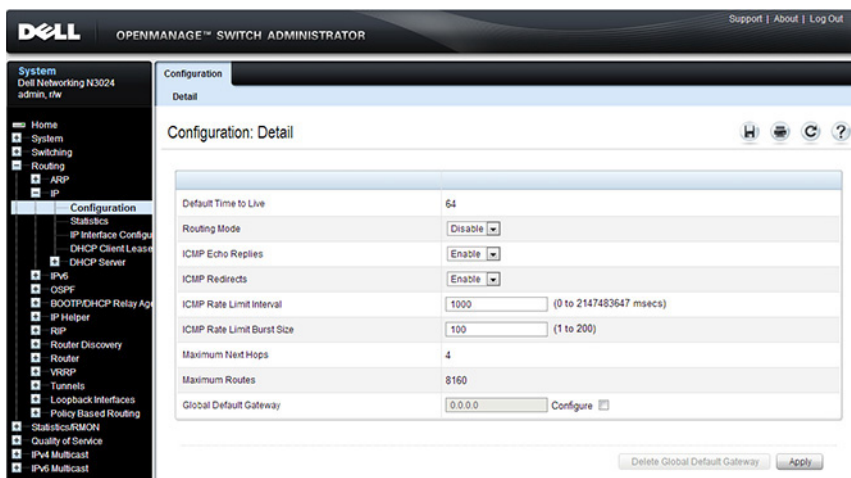 DELL OPENMANAGE™ SWITCH ADMINISTRATOR
Support | About | Log Out
System
Dell Networking N3024
admin, r/w
Home
System
Switching
Routing
ARP
IP
Configuration
Statistics
IP Interface Configu
DHCP Client Lease
DHCP Server
IPv6
OSPF
BOOTP/DHCP Relay Age
IP Helper
RIP
Router Discovery
Router
VRRP
Tunnels
Loopback Interfaces
Policy Based Routing
Statistics/RMON
Quality of Service
IPv4 Multicast
IPv6 Multicast
Configuration
Detail
Configuration: Detail
Default Time to Live 64
Routing Mode Disable
ICMP Echo Replies Enable
ICMP Redirects Enable
ICMP Rate Limit Interval 1000 (0 to 2147483647 msecs)
ICMP Rate Limit Burst Size 100 (1 to 200)
Maximum Next Hops 4
Maximum Routes 8160
Global Default Gateway 0.0.0.0 Configure
Delete Global Default Gateway Apply